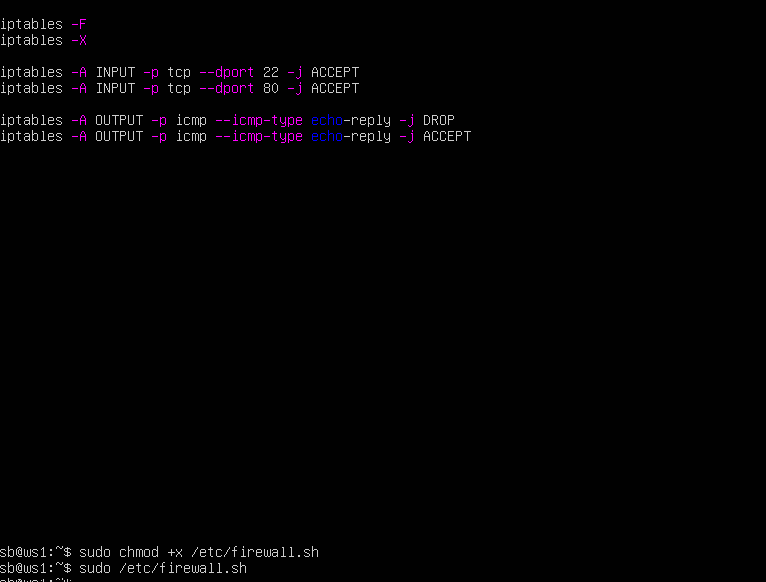 iptables -F
iptables -X
iptables -A INPUT -p tcp --dport 22 -j ACCEPT
iptables -A INPUT -p tcp --dport 80 -j ACCEPT
iptables -A OUTPUT -p icmp --icmp-type echo-reply -j DROP
iptables -A OUTPUT -p icmp --icmp-type echo-reply -j ACCEPT
sb@ws1:~$ sudo chmod +x /etc/firewall.sh
sb@ws1:~$ sudo /etc/firewall.sh
sb@ws1:~$